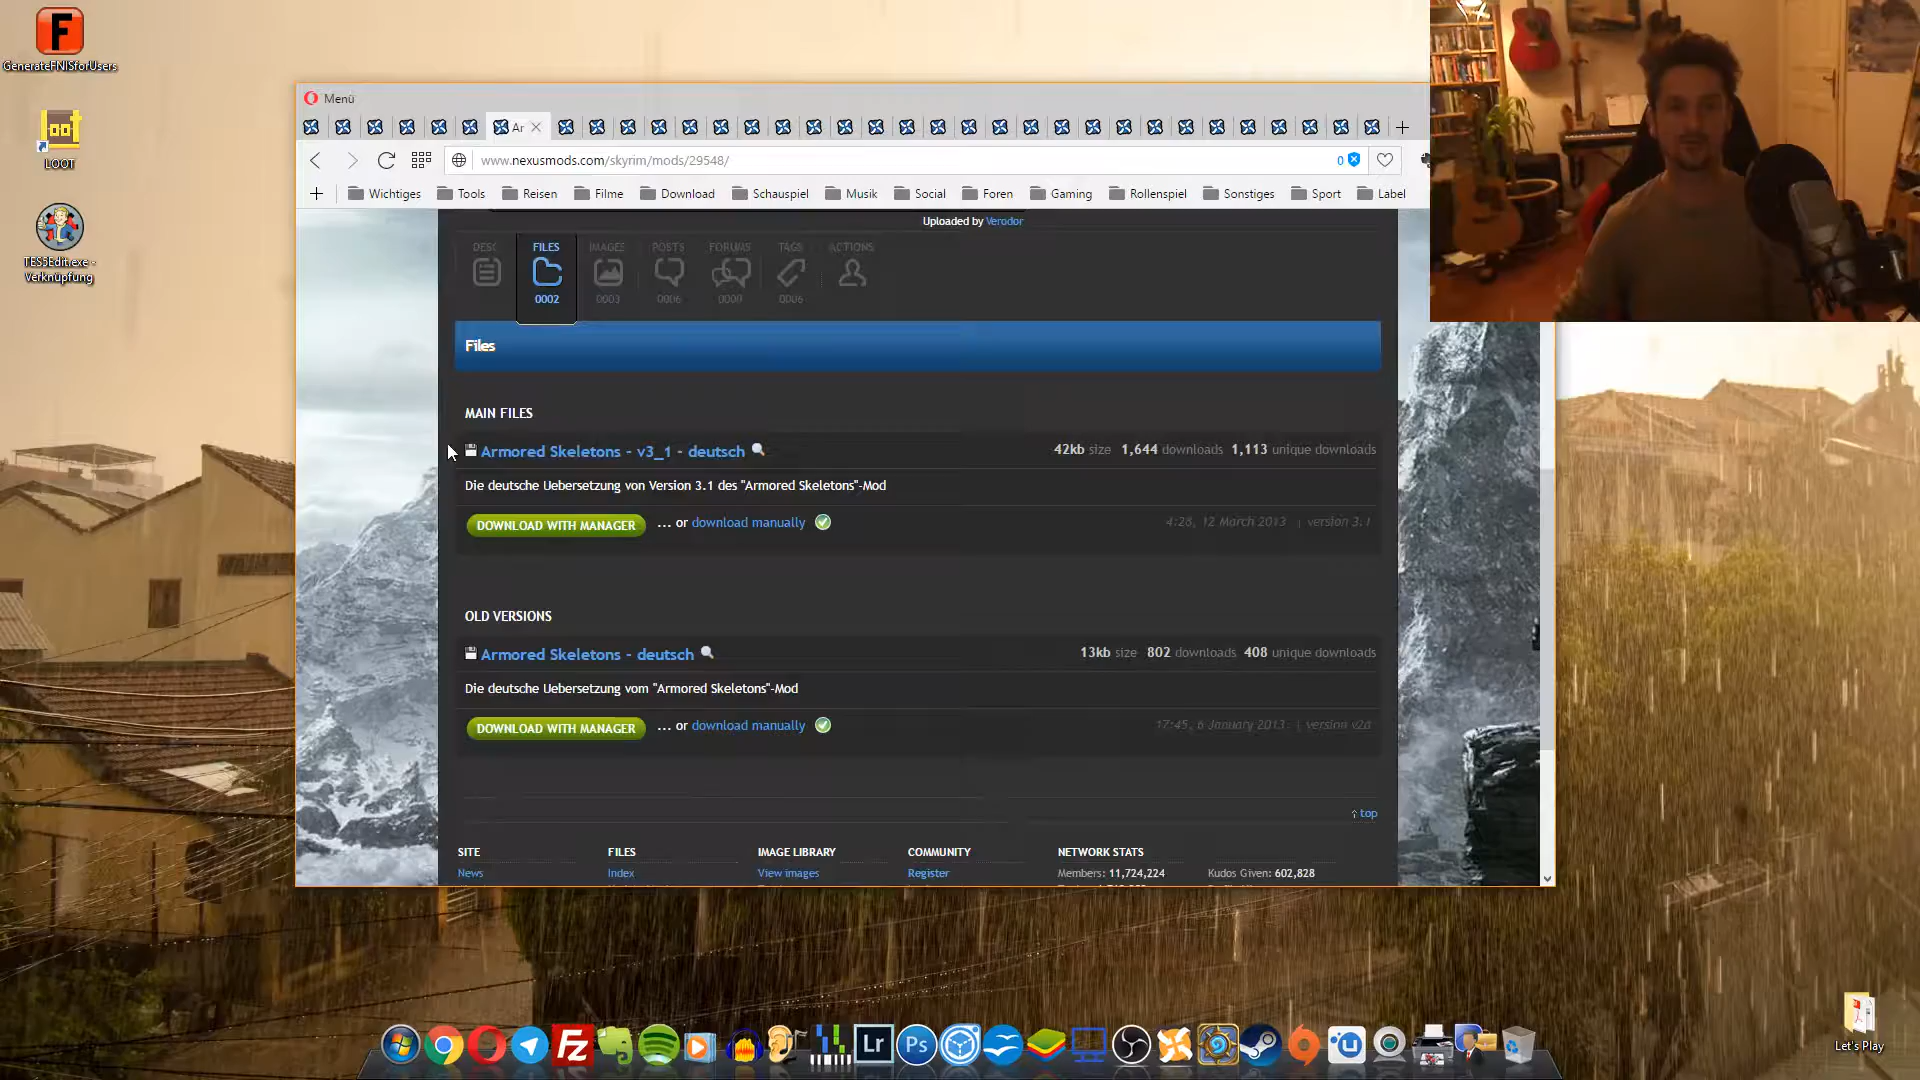 GenerateFNISforUsers
LOOT
TES5Edit.exe - Verknüpfung
Menü
Ar
www.nexusmods.com/skyrim/mods/29548/
0
Wichtiges
Tools
Reisen
Filme
Download
Schauspiel
Musik
Social
Foren
Gaming
Rollenspiel
Sonstiges
Sport
Label
Uploaded by Verodor
DESC
FILES
IMAGES
POSTS
FORUMS
TAGS
ACTIONS
0002
0003
0006
0000
0006
Files
MAIN FILES
Armored Skeletons - v3_1 - deutsch
42kb size 1,644 downloads 1,113 unique downloads
Die deutsche Uebersetzung von Version 3.1 des "Armored Skeletons"-Mod
DOWNLOAD WITH MANAGER ... or download manually
4:28, 12 March 2013 | version 3.1
OLD VERSIONS
Armored Skeletons - deutsch
13kb size 802 downloads 408 unique downloads
Die deutsche Uebersetzung vom "Armored Skeletons"-Mod
DOWNLOAD WITH MANAGER ... or download manually
17:45, 6 January 2013 | version v2a
top
SITE
FILES
IMAGE LIBRARY
COMMUNITY
NETWORK STATS
News
Index
View images
Register
Members: 11,724,224
Kudos Given: 602,828
Fz
Lr
Ps
Let's Play